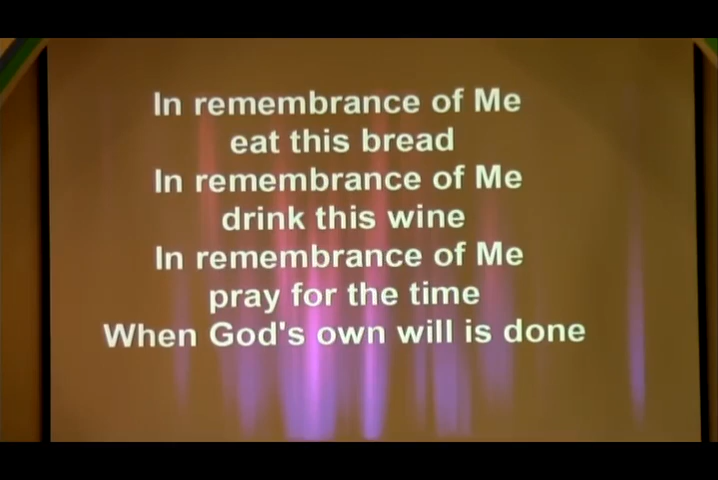 In remembrance of Me
eat this bread
In remembrance of Me
drink this wine
In remembrance of Me
pray for the time
When God's own will is done